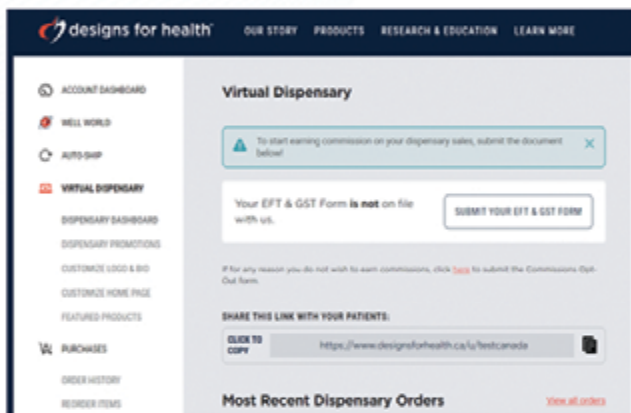 designs for health
OUR STORY PRODUCTS RESEARCH & EDUCATION LEARN MORE
ACCOUNT DASHBOARD
WELL WORLD
AUTO-SHIP
VIRTUAL DISPENSARY
DISPENSARY DASHBOARD
DISPENSARY PROMOTIONS
CUSTOMIZE LOGO & BIO
CUSTOMIZE HOME PAGE
FEATURED PRODUCTS
PURCHASES
ORDER HISTORY
REORDER ITEMS
Virtual Dispensary
To start earning commission on your dispensary sales, submit the document
below!
Your EFT & GST Form is not on file
with us.
SUBMIT YOUR EFT & GST FORM
If for any reason you do not wish to earn commissions, click here to submit the Commissions Opt-
Out form.
SHARE THIS LINK WITH YOUR PATIENTS:
CLICK TO
COPY
https://www.designsforhealth.ca/u/testcanada
Most Recent Dispensary Orders
View all orders